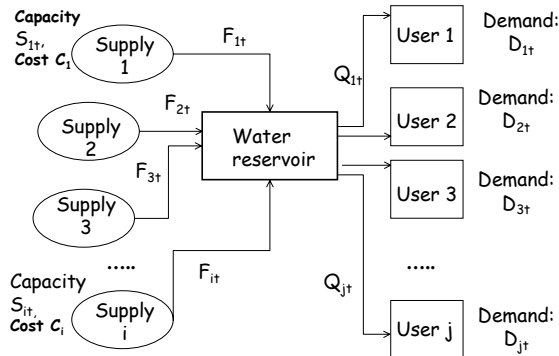 Capacity
S1t,
Cost C1
Supply
1
F1t
Supply
2
F2t
Supply
3
F3t
.....
Capacity
Sit,
Cost Ci
Supply
i
Fit
Water
reservoir
Q1t
User 1
Demand:
D1t
User 2
Demand:
D2t
User 3
Demand:
D3t
.....
Qjt
User j
Demand:
Djt